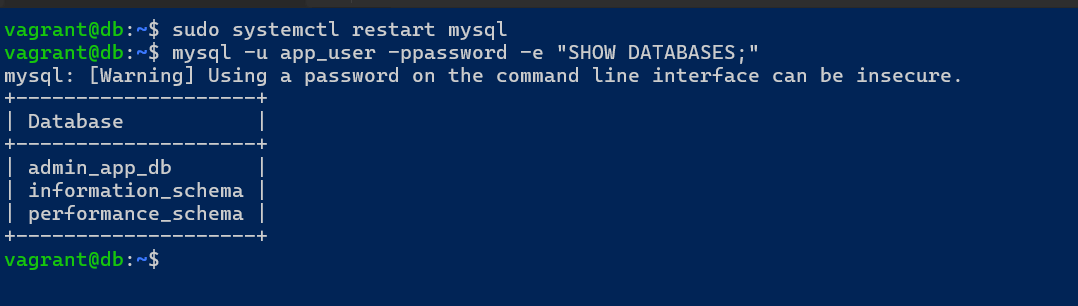 vagrant@db:~$ sudo systemctl restart mysql
vagrant@db:~$ mysql -u app_user -ppassword -e "SHOW DATABASES;"
mysql: [Warning] Using a password on the command line interface can be insecure.
+--------------------+
| Database           |
+--------------------+
| admin_app_db       |
| information_schema |
| performance_schema |
+--------------------+
vagrant@db:~$